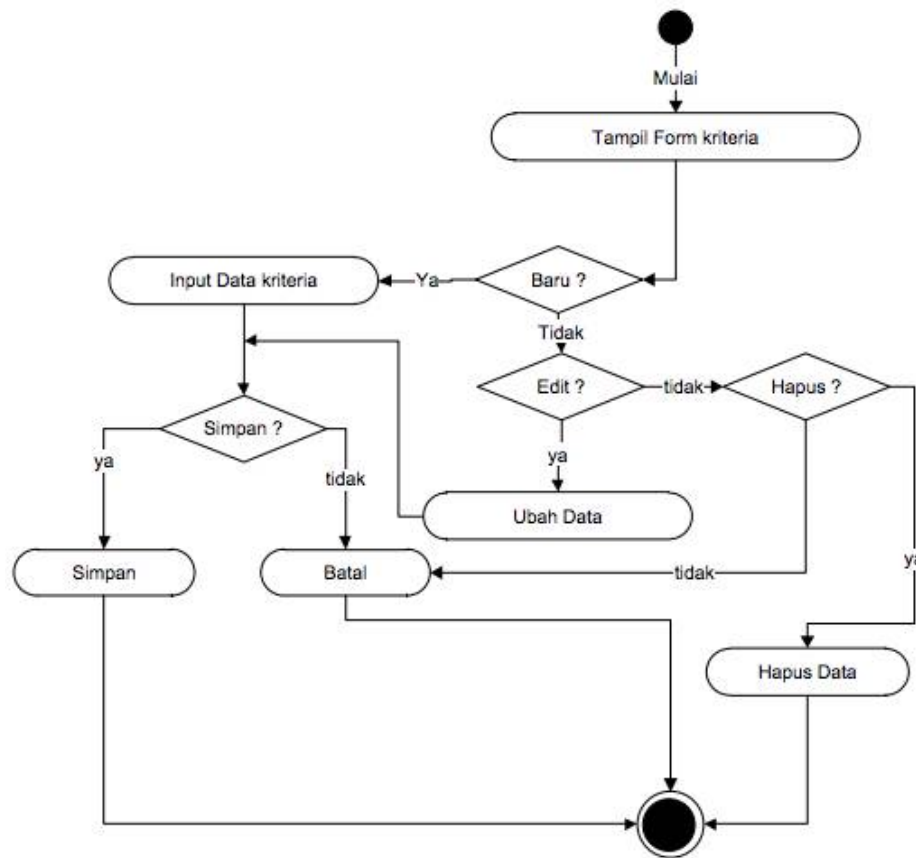 Mulai
Tampil Form kriteria
Input Data kriteria
Ya
Baru ?
Tidak
Edit ?
tidak
Hapus ?
Simpan ?
ya
tidak
ya
Ubah Data
ya
Simpan
Batal
tidak
Hapus Data